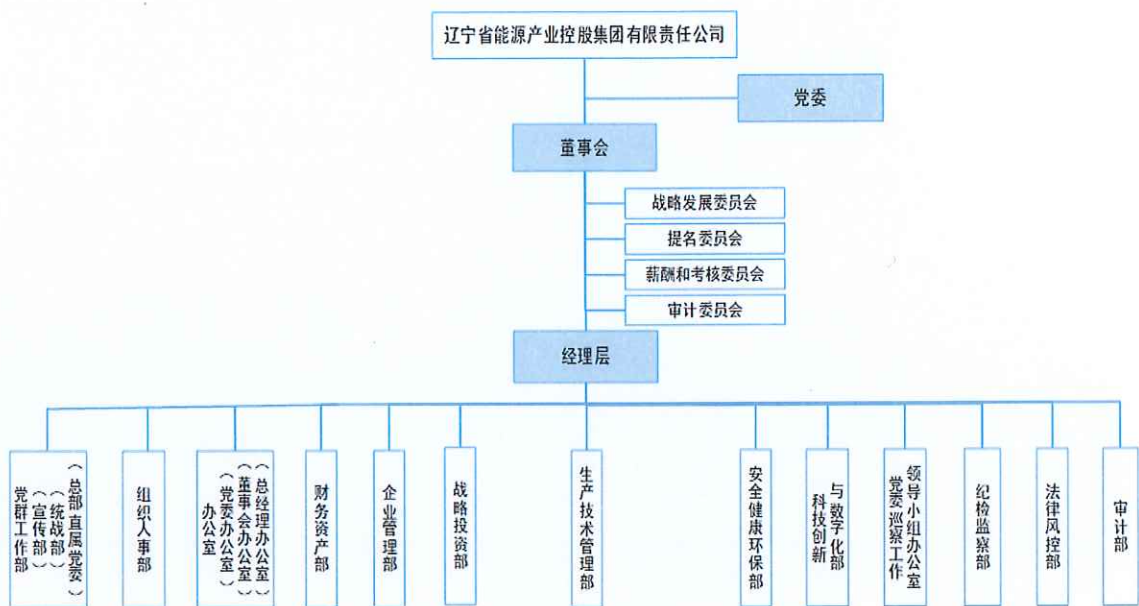 辽宁省能源产业控股集团有限责任公司
党委
董事会
战略发展委员会
提名委员会
薪酬和考核委员会
审计委员会
经理层
党群工作部
（宣传部）
（统战部）
（总部直属党委）
组织人事部
办公室
（党委办公室）
（董事会办公室）
（总经理办公室）
财务资产部
企业管理部
战略投资部
生产技术管理部
安全健康环保部
科技创新
与数字化部
党委巡察工作
领导小组办公室
纪检监察部
法律风控部
审计部